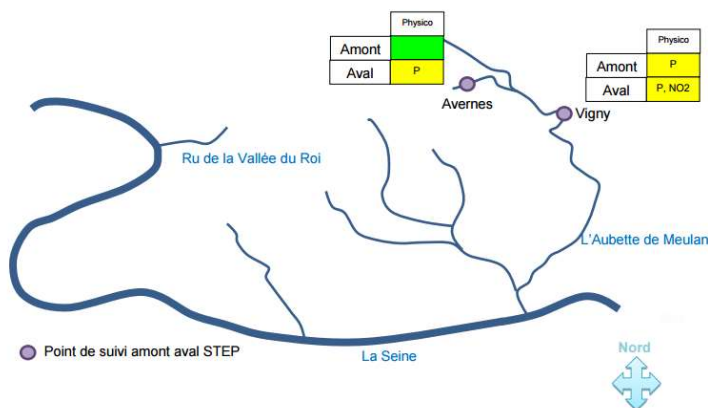 Physico
Amont
Aval P
Physico
Amont P
Aval P, NO2
Avernes
Vigny
Ru de la Vallée du Roi
L'Aubette de Meulan
Point de suivi amont aval STEP
La Seine
Nord